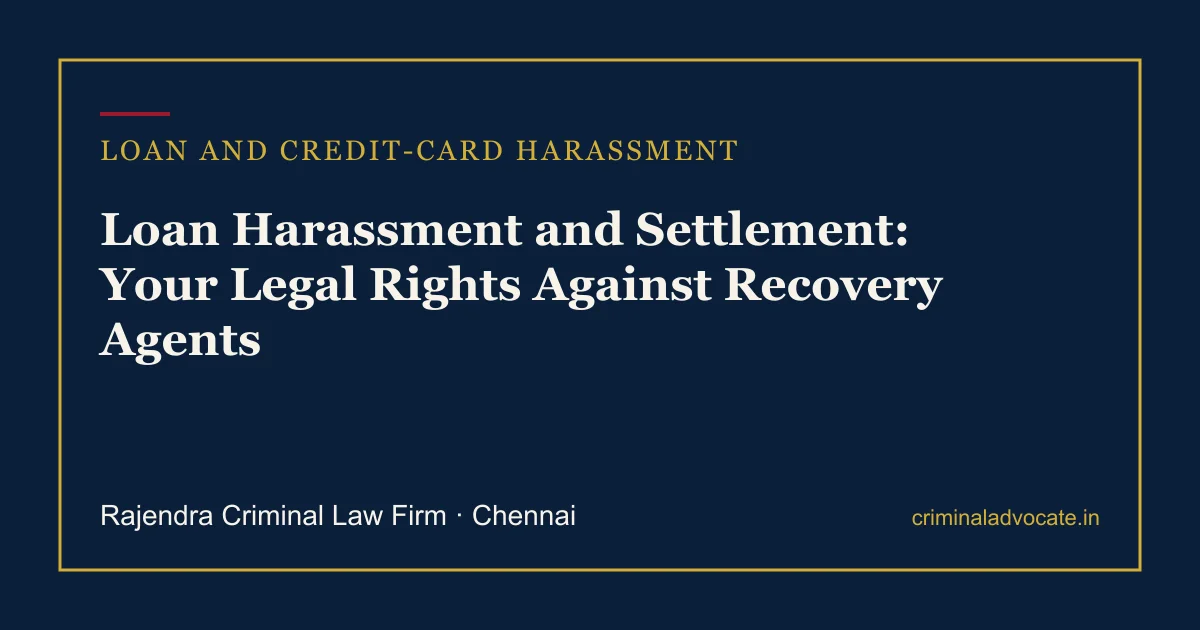 LOAN AND CREDIT-CARD HARASSMENT
Loan Harassment and Settlement:
Your Legal Rights Against Recovery
Agents
Rajendra Criminal Law Firm · Chennai
criminaladvocate.in